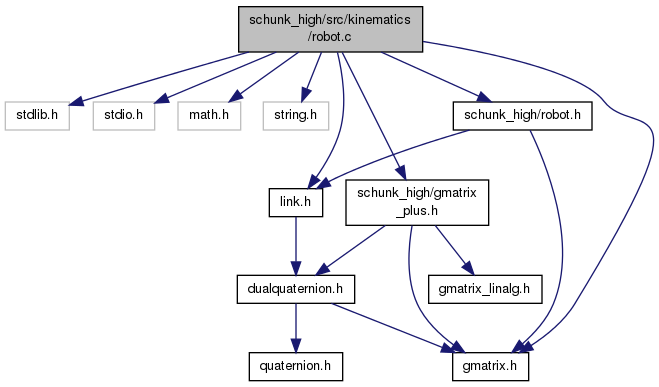 schunk_high/src/kinematics
/robot.c
stdlib.h
stdio.h
math.h
string.h
schunk_high/robot.h
link.h
schunk_high/gmatrix
_plus.h
dualquaternion.h
gmatrix_linalg.h
quaternion.h
gmatrix.h